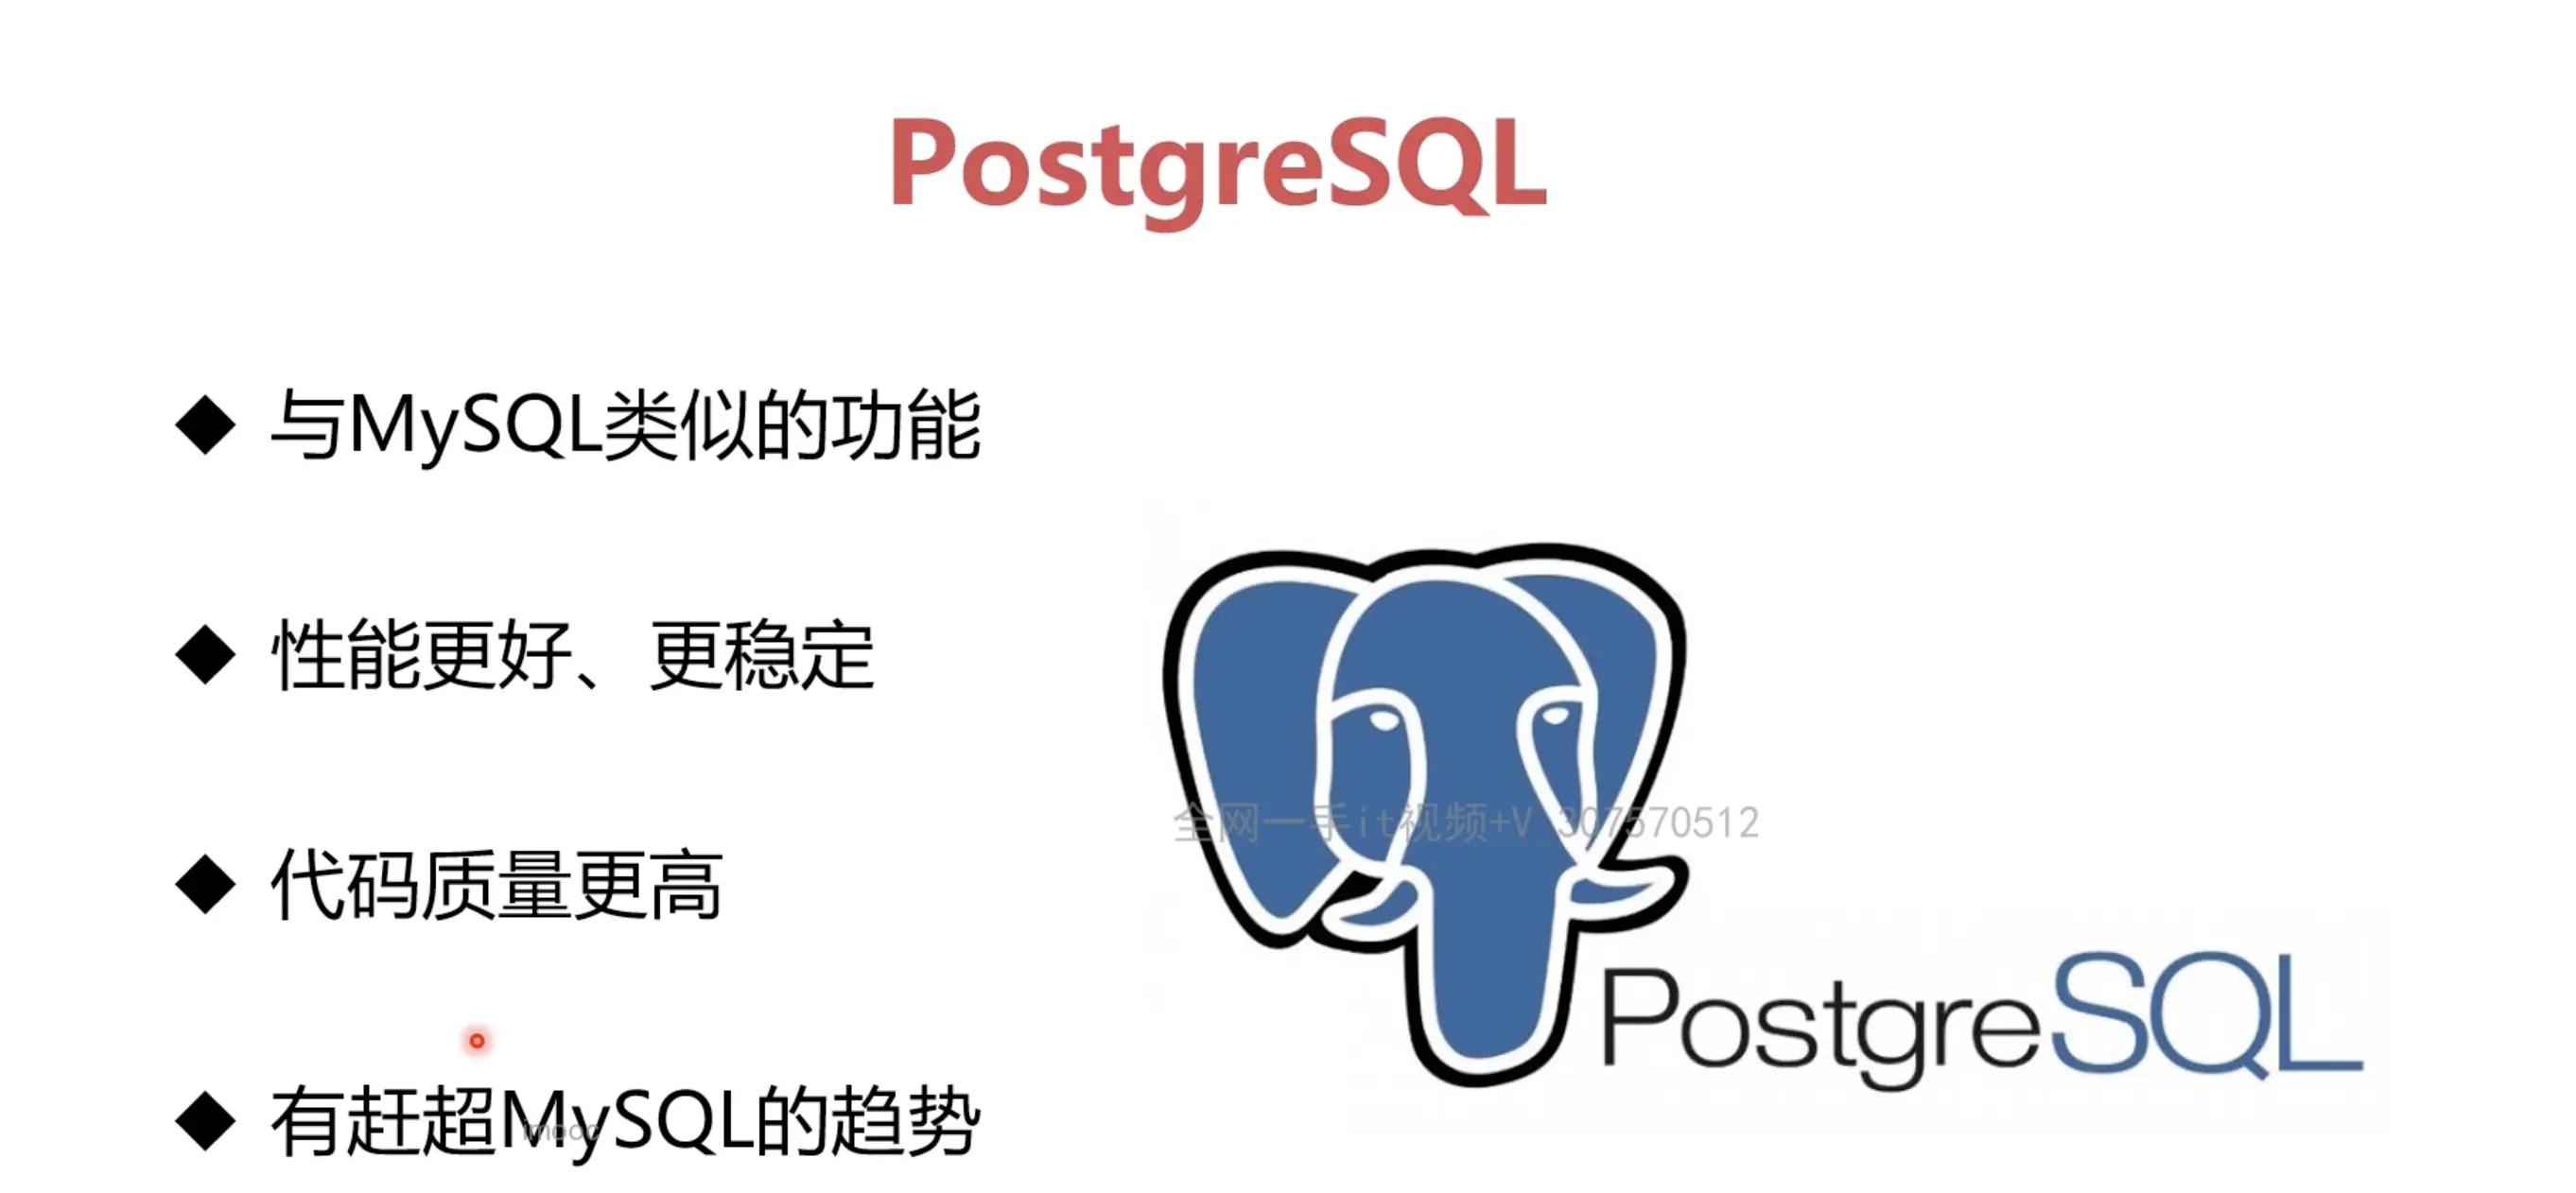 PostgreSQL
◆ 与MySQL类似的功能
◆ 性能更好、更稳定
◆ 代码质量更高
◆ 有赶超MySQL的趋势
imooc
全网一手it视频+V 307570512
PostgreSQL